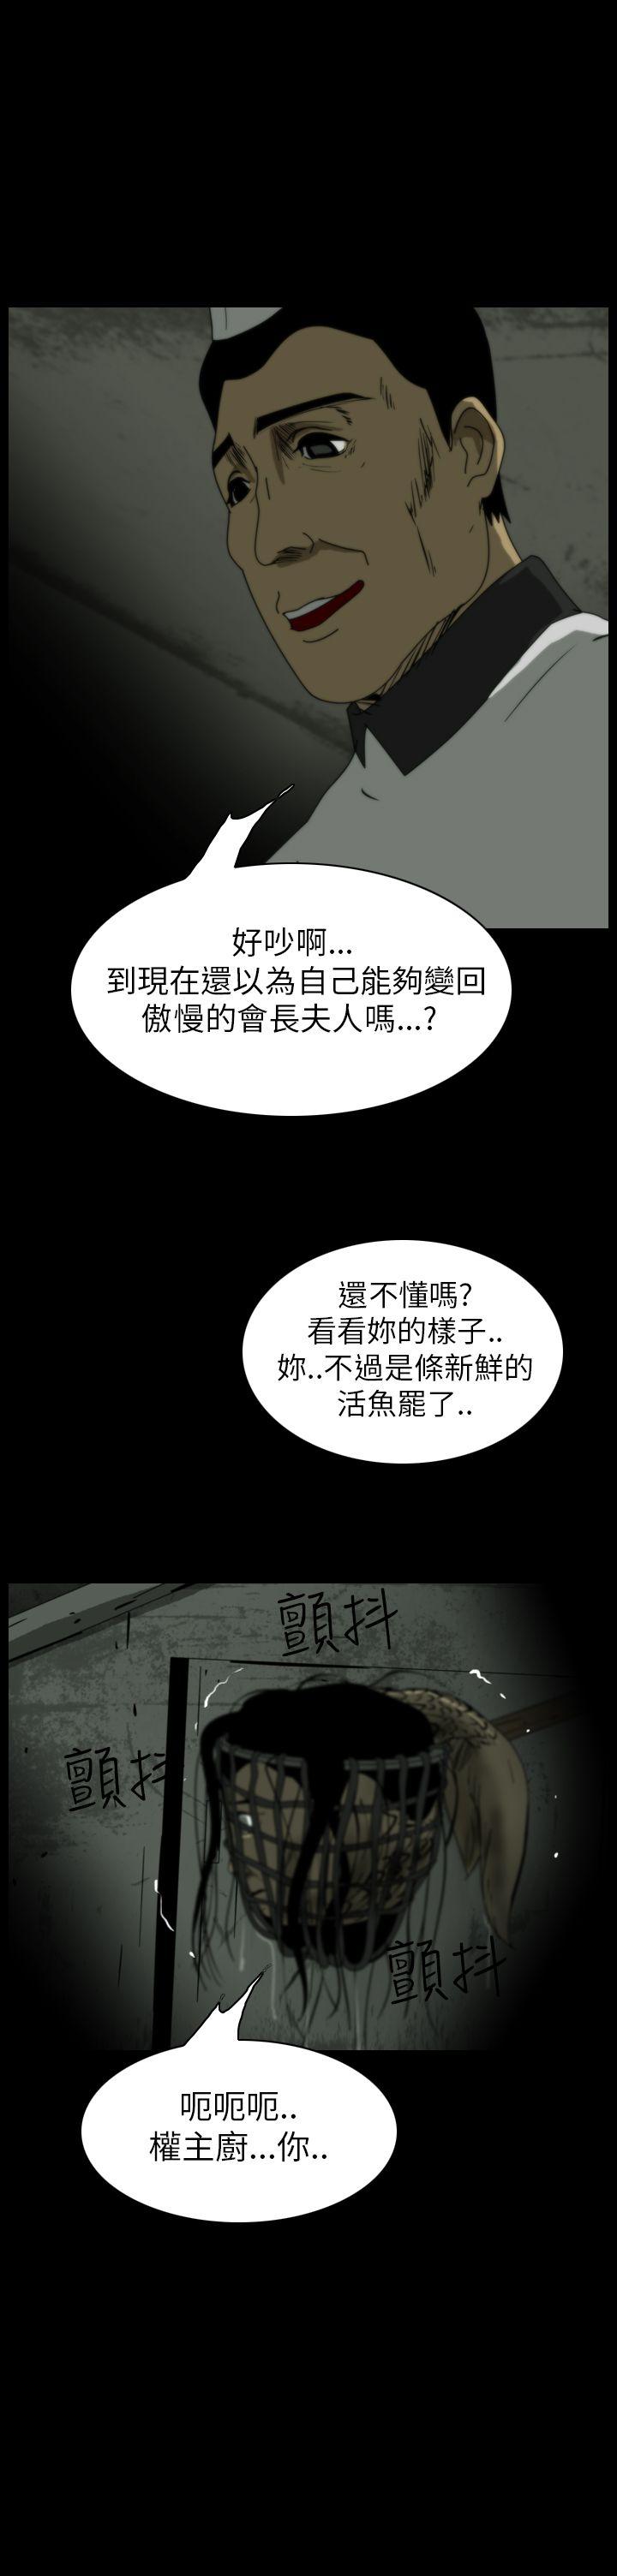 好吵啊...
到現在還以為自己能夠變回
傲慢的會長夫人嗎...?
還不懂嗎?
看看妳的樣子..
妳..不過是條新鮮的
活魚罷了..
顫抖
顫抖
顫抖
呃呃呃..
權主廚...你..